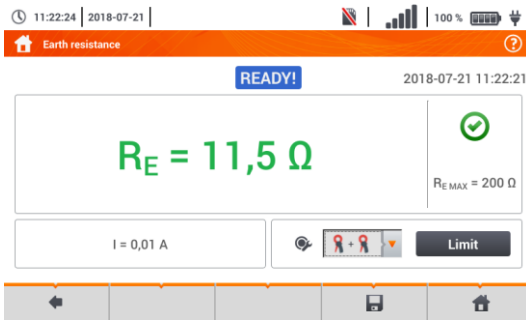 11:22:24 2018-07-21 100 %
Earth resistance
READY! 2018-07-21 11:22:21
RE = 11,5 Ω
RE MAX = 200 Ω
I = 0,01 A
+
Limit